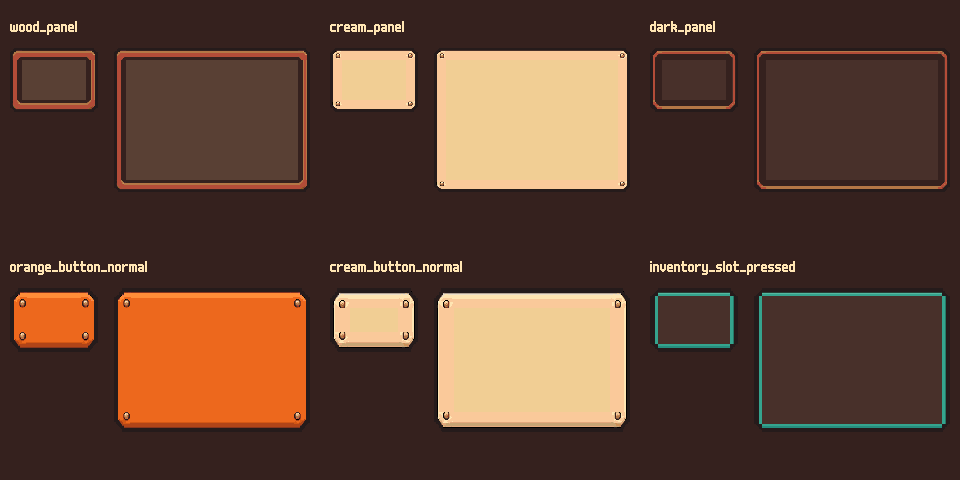 wood_panel
cream_panel
dark_panel
orange_button_normal
cream_button_normal
inventory_slot_pressed